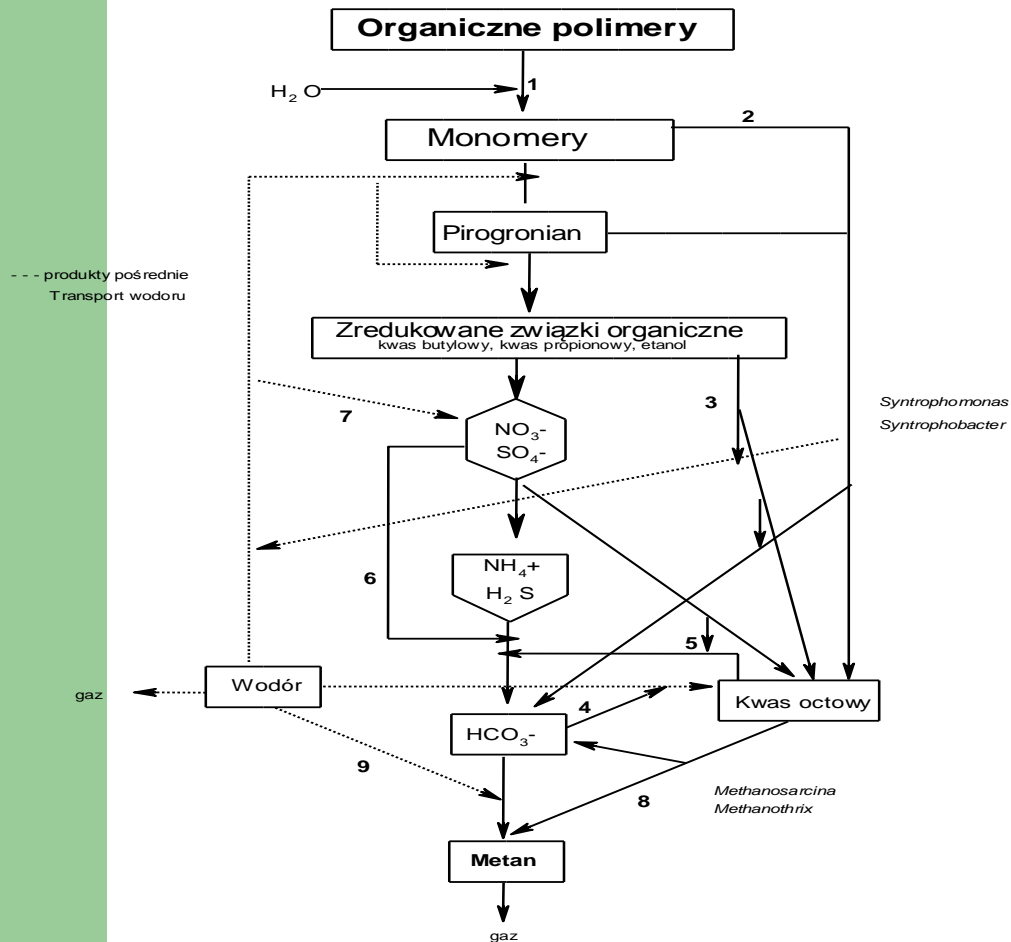 Organiczne polimery
H2O
1
2
Monomery
Pirogronian
- - - produkty pośrednie
Transport wodoru
Zredukowane związki organiczne
kwas butylowy, kwas propionowy, etanol
3
Syntrophomonas
Syntrophobacter
7
NO3-
SO4-
6
NH4+
H2 S
5
Wodór
gaz
Kwas octowy
4
HCO3-
9
8
Methanosarcina
Methanothrix
Metan
gaz